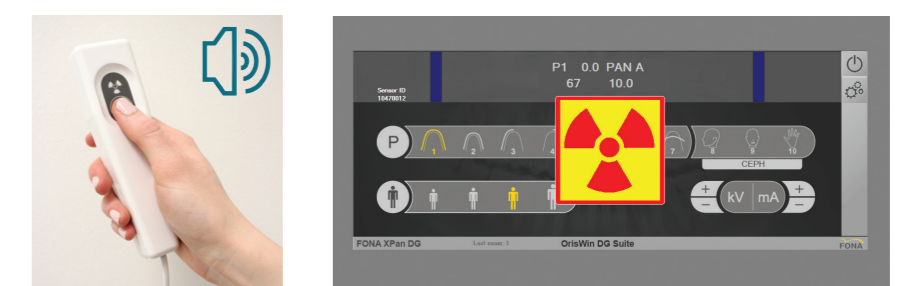 P1 0.0 PAN A
67 10.0
Sensor ID
10470012
P
1 2 3 4 7 8 9 10
CEPH
+ kV mA +
− −
FONA XPan DG Last exam. 1 OrisWin DG Suite FONA